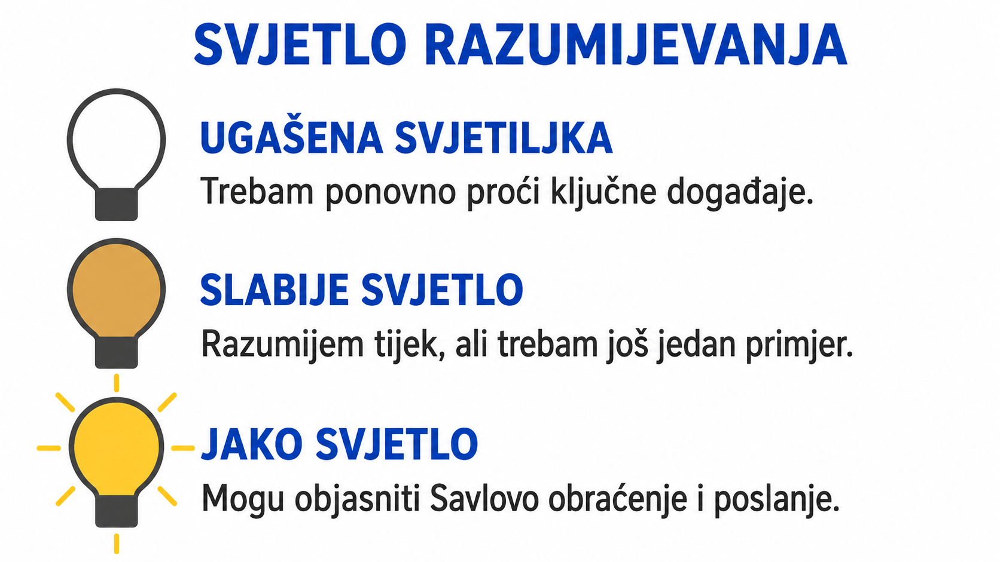 SVJETLO RAZUMIJEVANJA
UGAŠENA SVJETILJKA
Trebam ponovno proći ključne događaje.
SLABIJE SVJETLO
Razumijem tijek, ali trebam još jedan primjer.
JAKO SVJETLO
Mogu objasniti Savlovo obraćenje i poslanje.